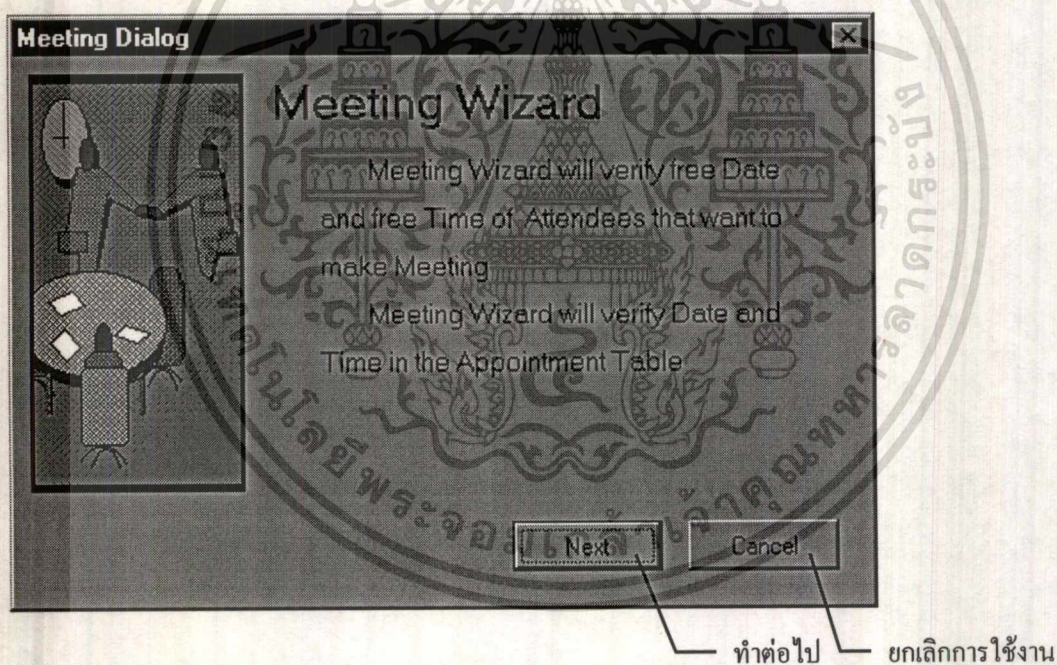 Meeting Dialog
Meeting Wizard
Meeting Wizard will verify free Date
and free Time of Attendees that want to
make Meeting
Meeting Wizard will verify Date and
Time in the Appointment Table
Next
Cancel
ทำต่อไป
ยกเลิกการใช้งาน